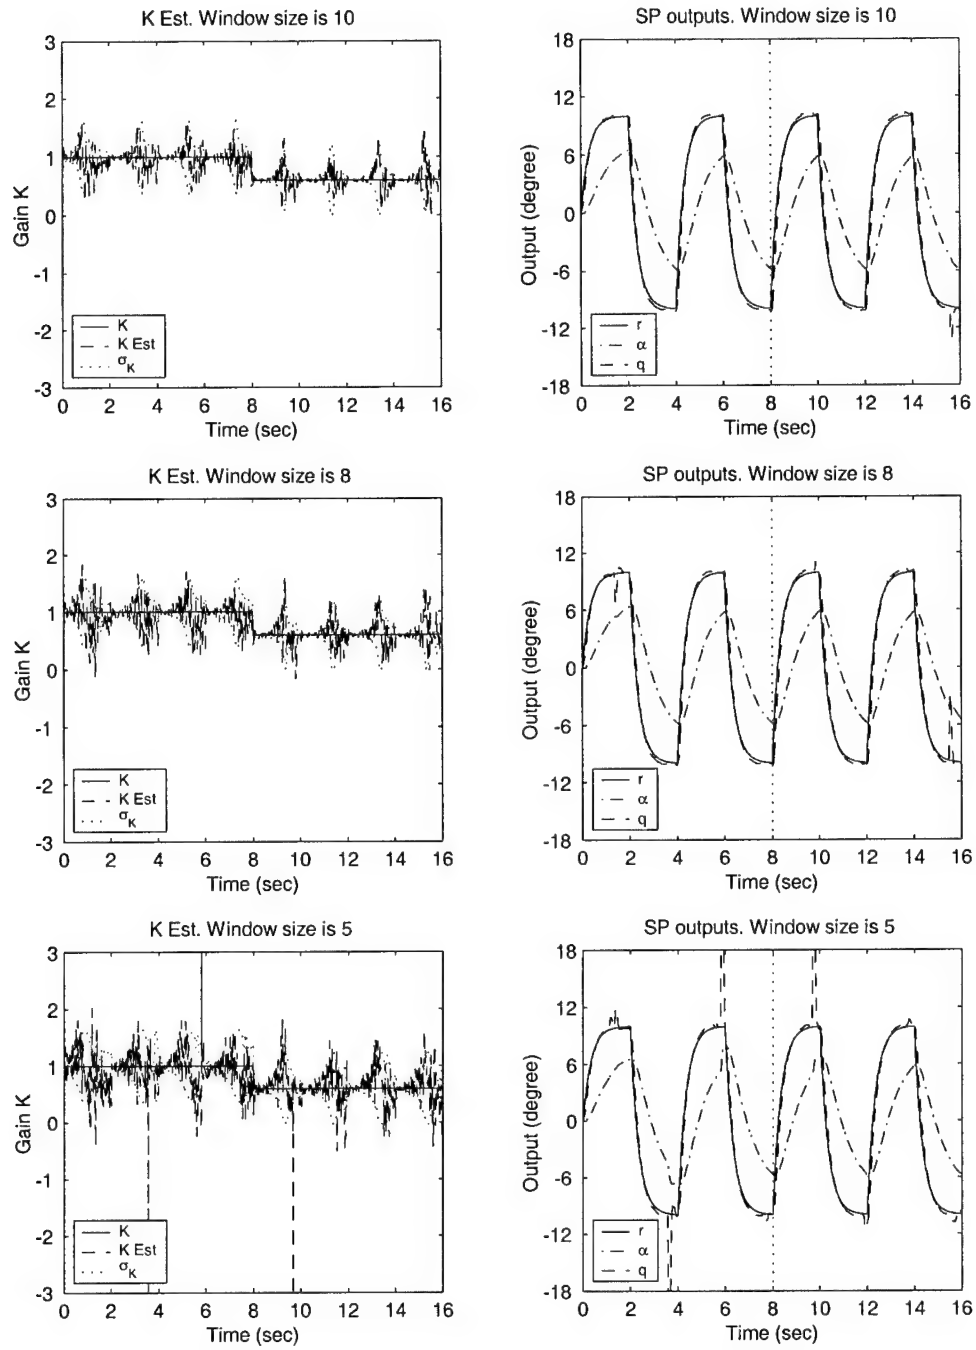 K Est. Window size is 10
3
2
1
0
-1
-2
-3
Gain K
K
K Est
σK
0 2 4 6 8 10 12 14 16
Time (sec)
SP outputs. Window size is 10
18
12
6
0
-6
-12
-18
Output (degree)
r
α
q
0 2 4 6 8 10 12 14 16
Time (sec)
K Est. Window size is 8
3
2
1
0
-1
-2
-3
Gain K
K
K Est
σK
0 2 4 6 8 10 12 14 16
Time (sec)
SP outputs. Window size is 8
18
12
6
0
-6
-12
-18
Output (degree)
r
α
q
0 2 4 6 8 10 12 14 16
Time (sec)
K Est. Window size is 5
3
2
1
0
-1
-2
-3
Gain K
K
K Est
σK
0 2 4 6 8 10 12 14 16
Time (sec)
SP outputs. Window size is 5
18
12
6
0
-6
-12
-18
Output (degree)
r
α
q
0 2 4 6 8 10 12 14 16
Time (sec)